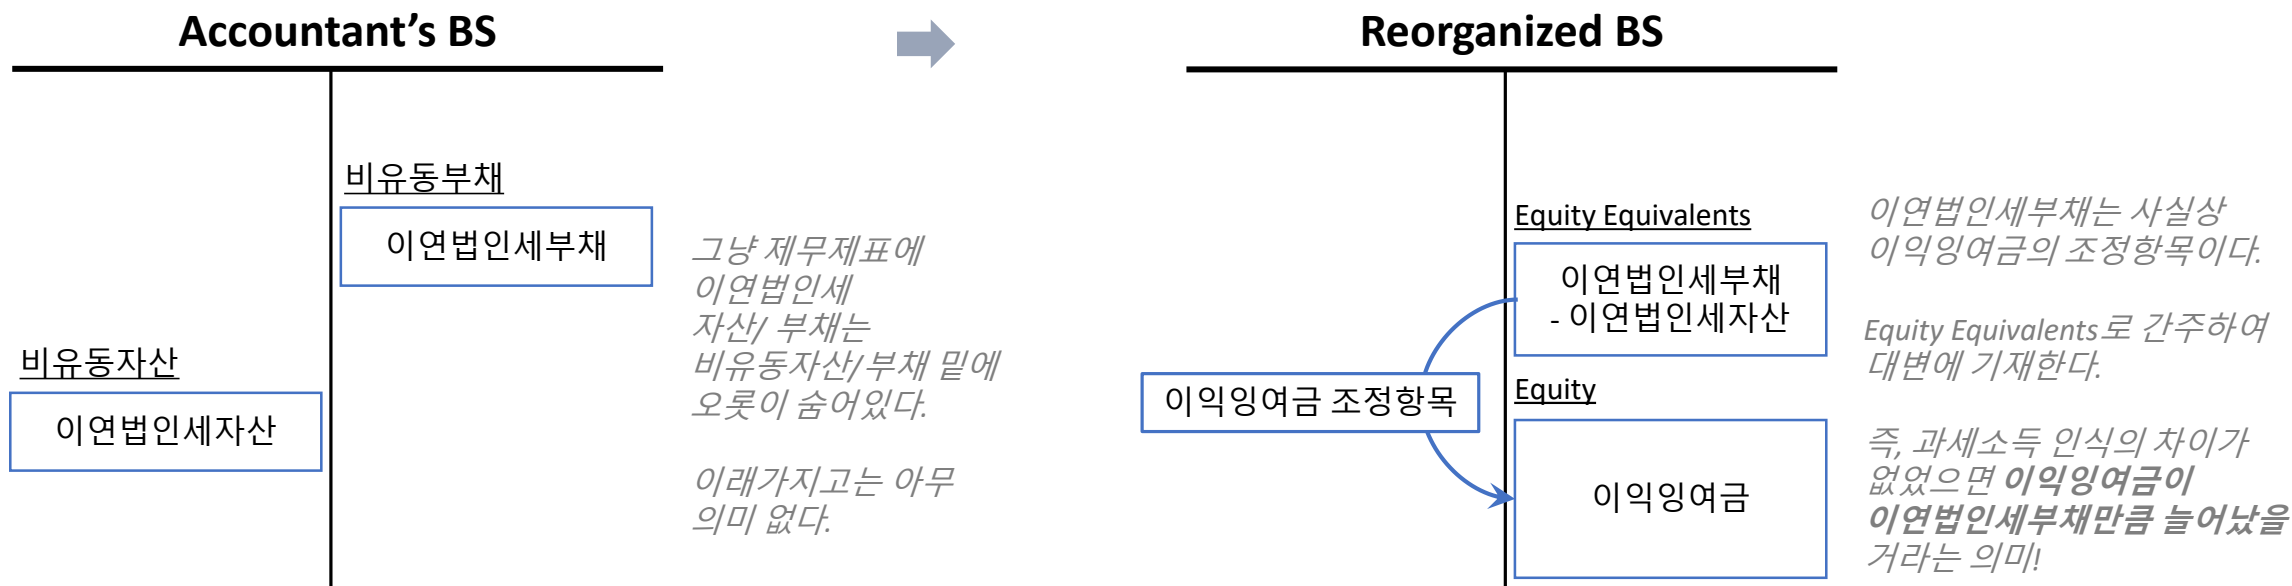 Accountant's BS
비유동부채
이연법인세부채
비유동자산
이연법인세자산
그냥 제무제표에
이연법인세
자산/ 부채는
비유동자산/부채 밑에
오롯이 숨어있다.
이래가지고는 아무
의미 없다.
Reorganized BS
Equity Equivalents
이연법인세부채
- 이연법인세자산
이익잉여금 조정항목
Equity
이익잉여금
이연법인세부채는 사실상
이익잉여금의 조정항목이다.
Equity Equivalents로 간주하여
대변에 기재한다.
즉, 과세소득 인식의 차이가
없었으면 이익잉여금이
이연법인세부채만큼 늘어났을
거라는 의미!